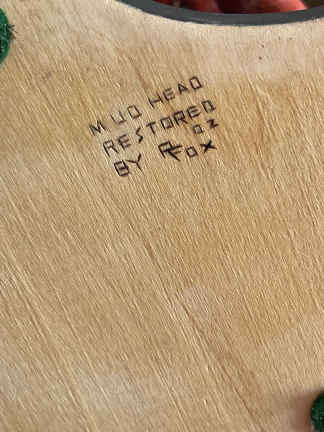 MUD HEAD
RESTORED
02
BY RFOX